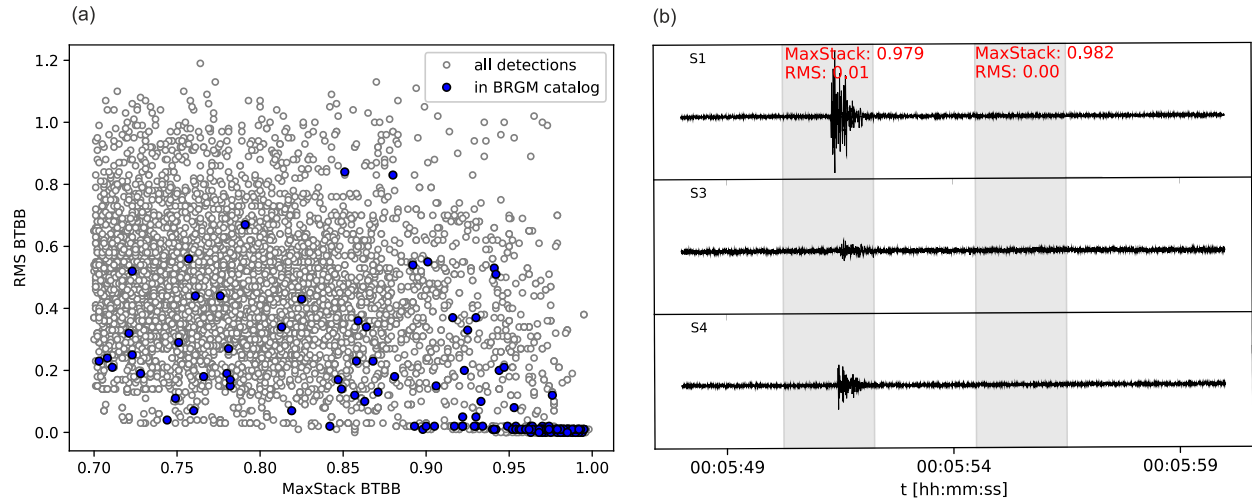 (a)
1.2
1.0
0.8
0.6
0.4
0.2
0.0
RMS BTBB
all detections
in BRGM catalog
0.70
0.75
0.80
0.85
0.90
0.95
1.00
MaxStack BTBB
(b)
S1
MaxStack: 0.979
RMS: 0.01
MaxStack: 0.982
RMS: 0.00
S3
S4
00:05:49
00:05:54
00:05:59
t [hh:mm:ss]